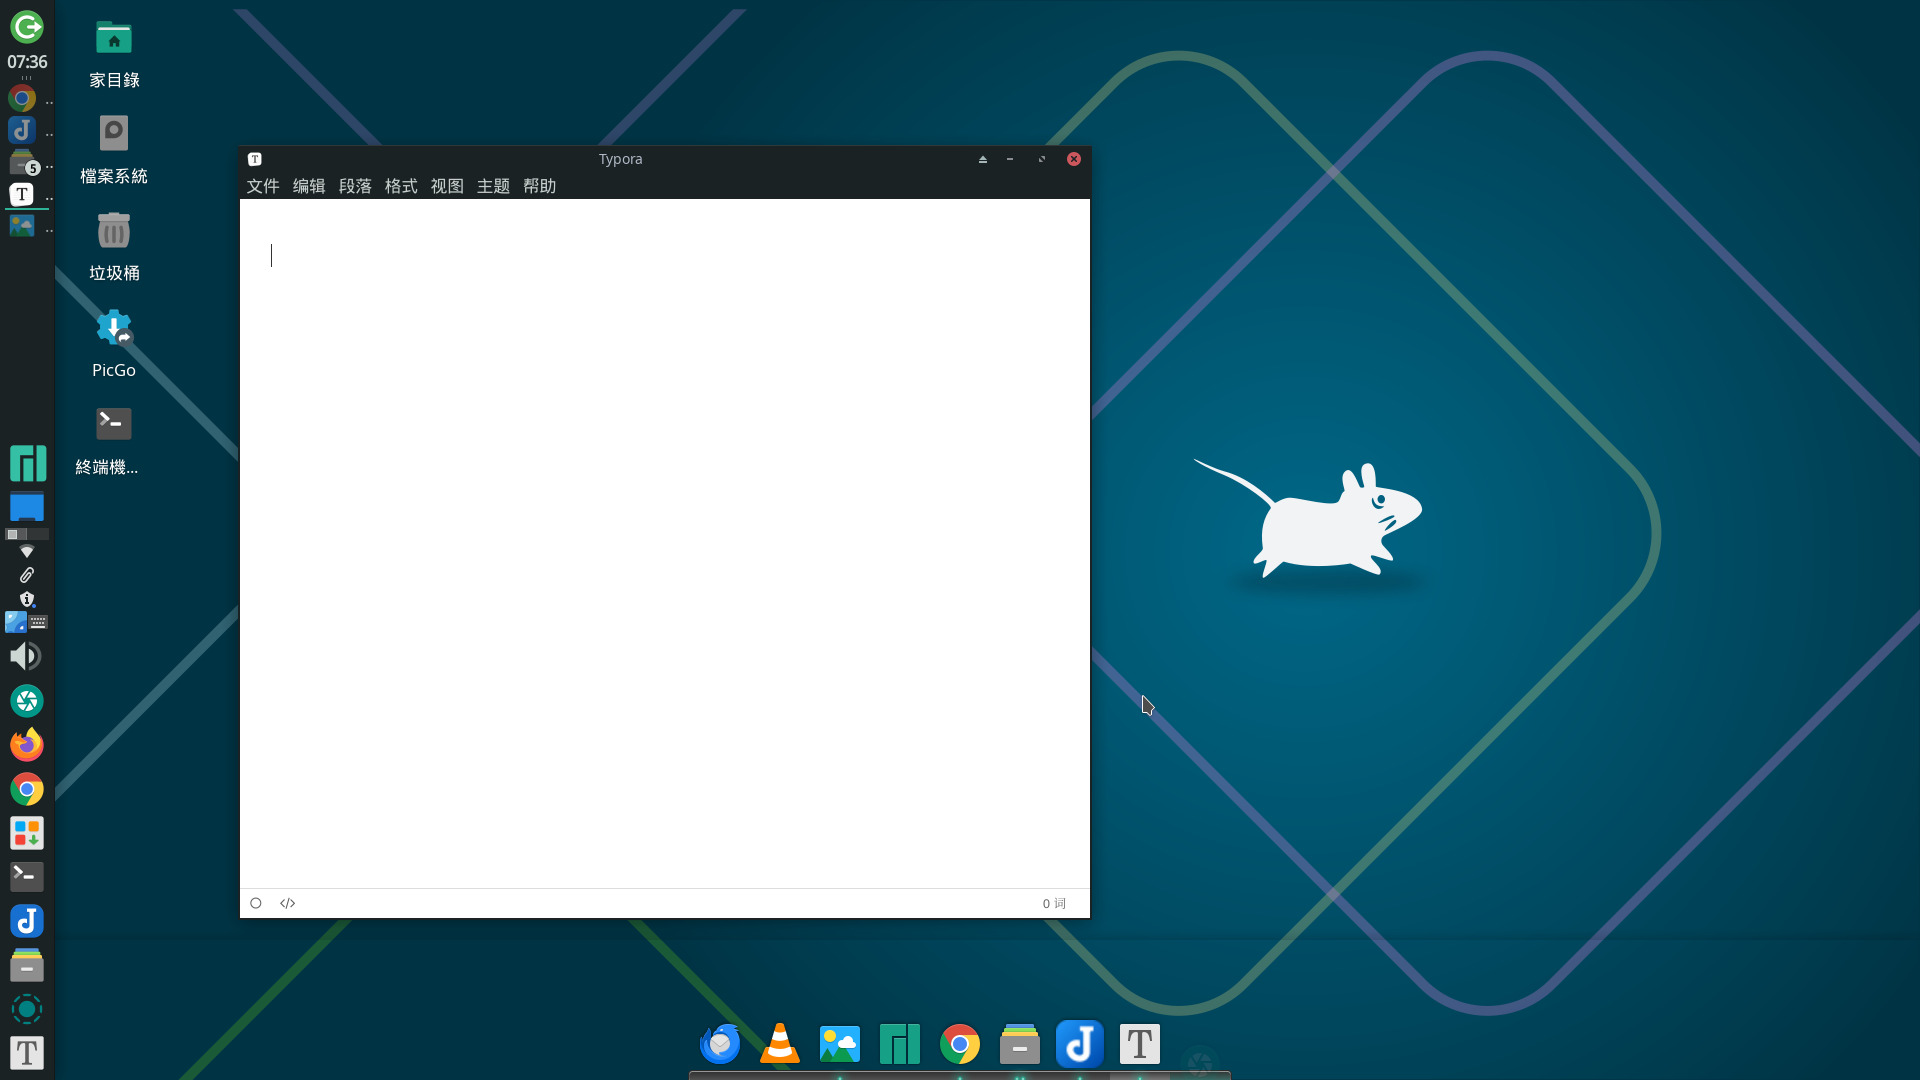 07:36
5
家目錄
檔案系統
垃圾桶
PicGo
終端機...
Typora
文件 编辑 段落 格式 视图 主题 帮助
</>
0 词